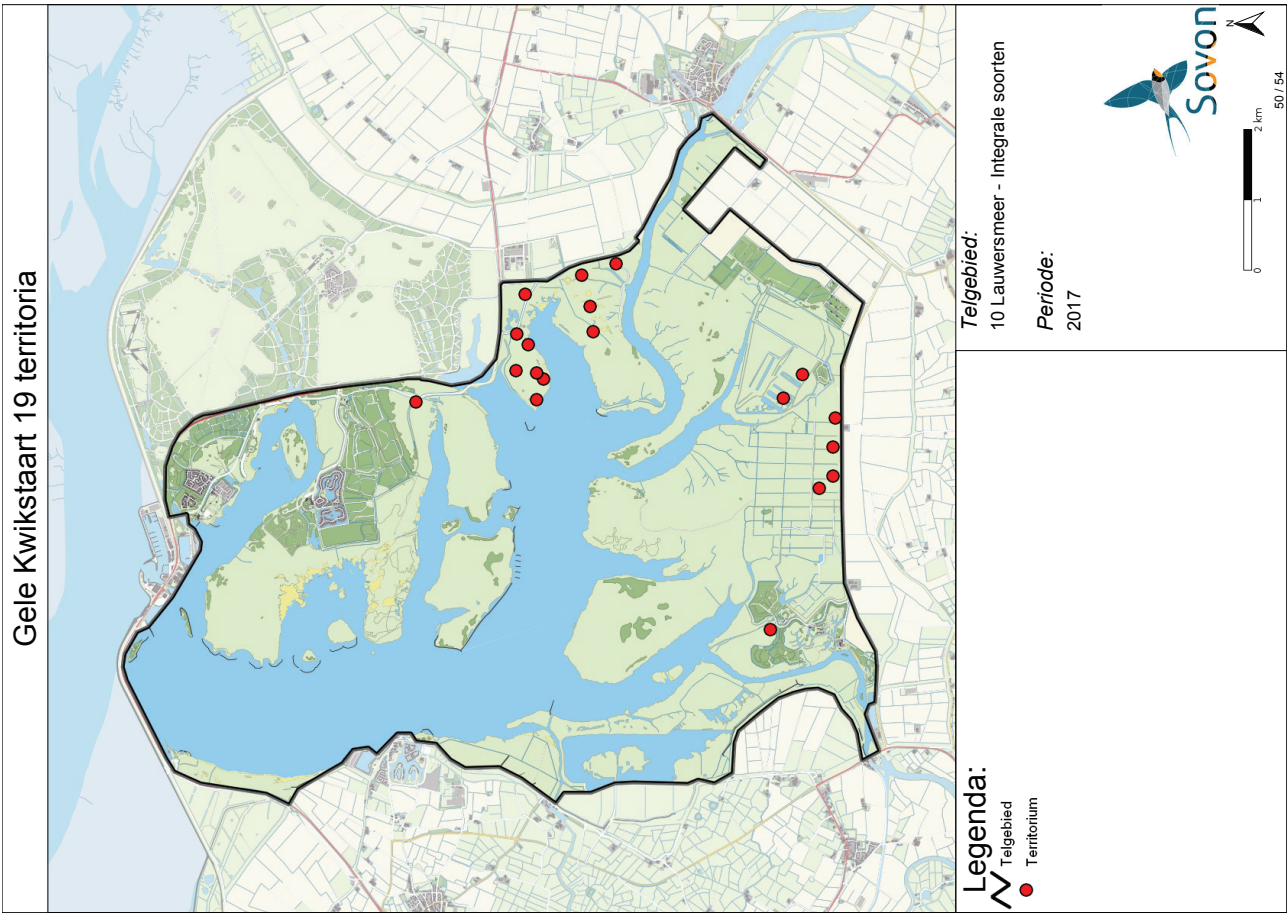 Gele Kwikstaart 19 territoria
Legenda:
Telgebied
Territorium
Telgebied:
10 Lauwersmeer - Integrale soorten
Periode:
2017
Sovon
N
0
1
2 km
50 / 54